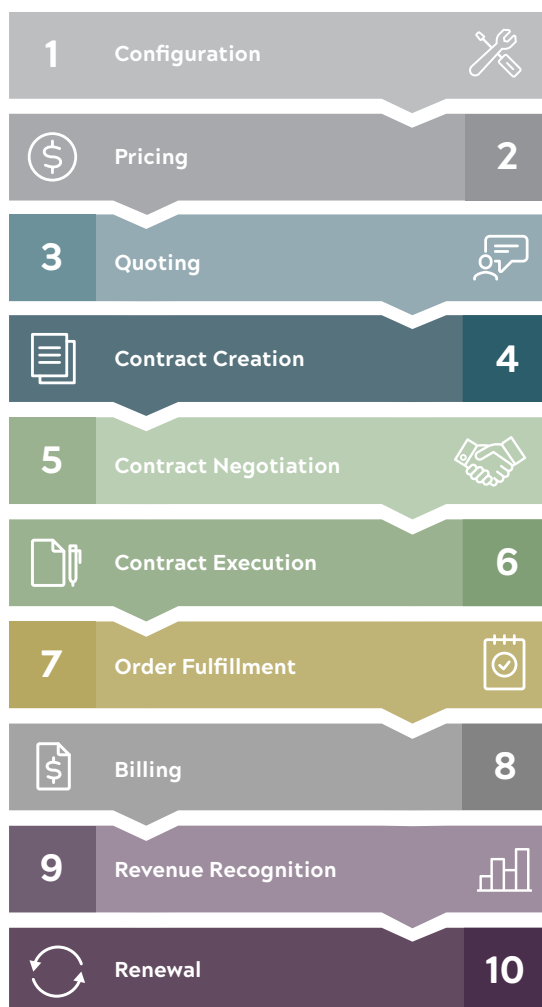 1 Configuration
Pricing 2
3 Quoting
Contract Creation 4
5 Contract Negotiation
Contract Execution 6
7 Order Fulfillment
$ Billing 8
9 Revenue Recognition
Renewal 10